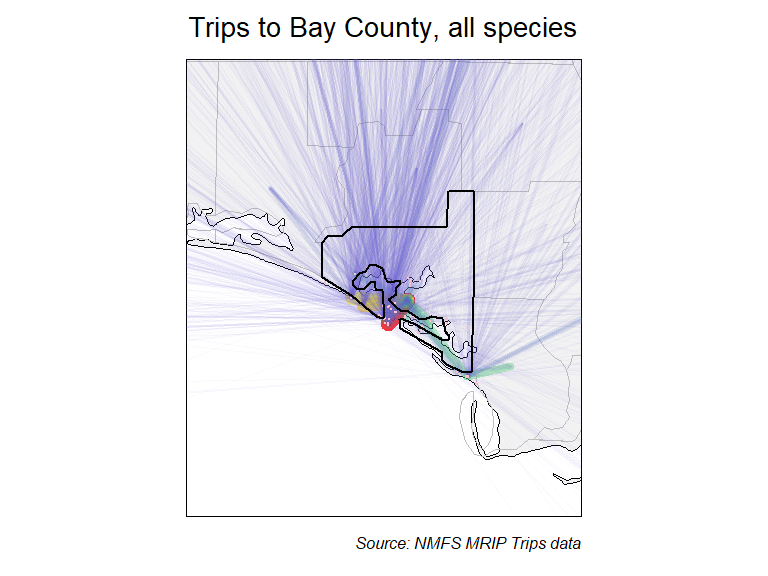 Trips to Bay County, all species
Source: NMFS MRIP Trips data